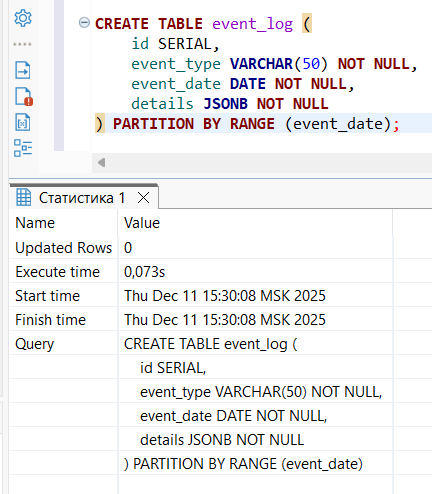 CREATE TABLE event_log (
id SERIAL,
event_type VARCHAR(50) NOT NULL,
event_date DATE NOT NULL,
details JSONB NOT NULL
) PARTITION BY RANGE (event_date);
Статистика 1
Name Value
Updated Rows 0
Execute time 0,073s
Start time Thu Dec 11 15:30:08 MSK 2025
Finish time Thu Dec 11 15:30:08 MSK 2025
Query CREATE TABLE event_log (
id SERIAL,
event_type VARCHAR(50) NOT NULL,
event_date DATE NOT NULL,
details JSONB NOT NULL
) PARTITION BY RANGE (event_date)